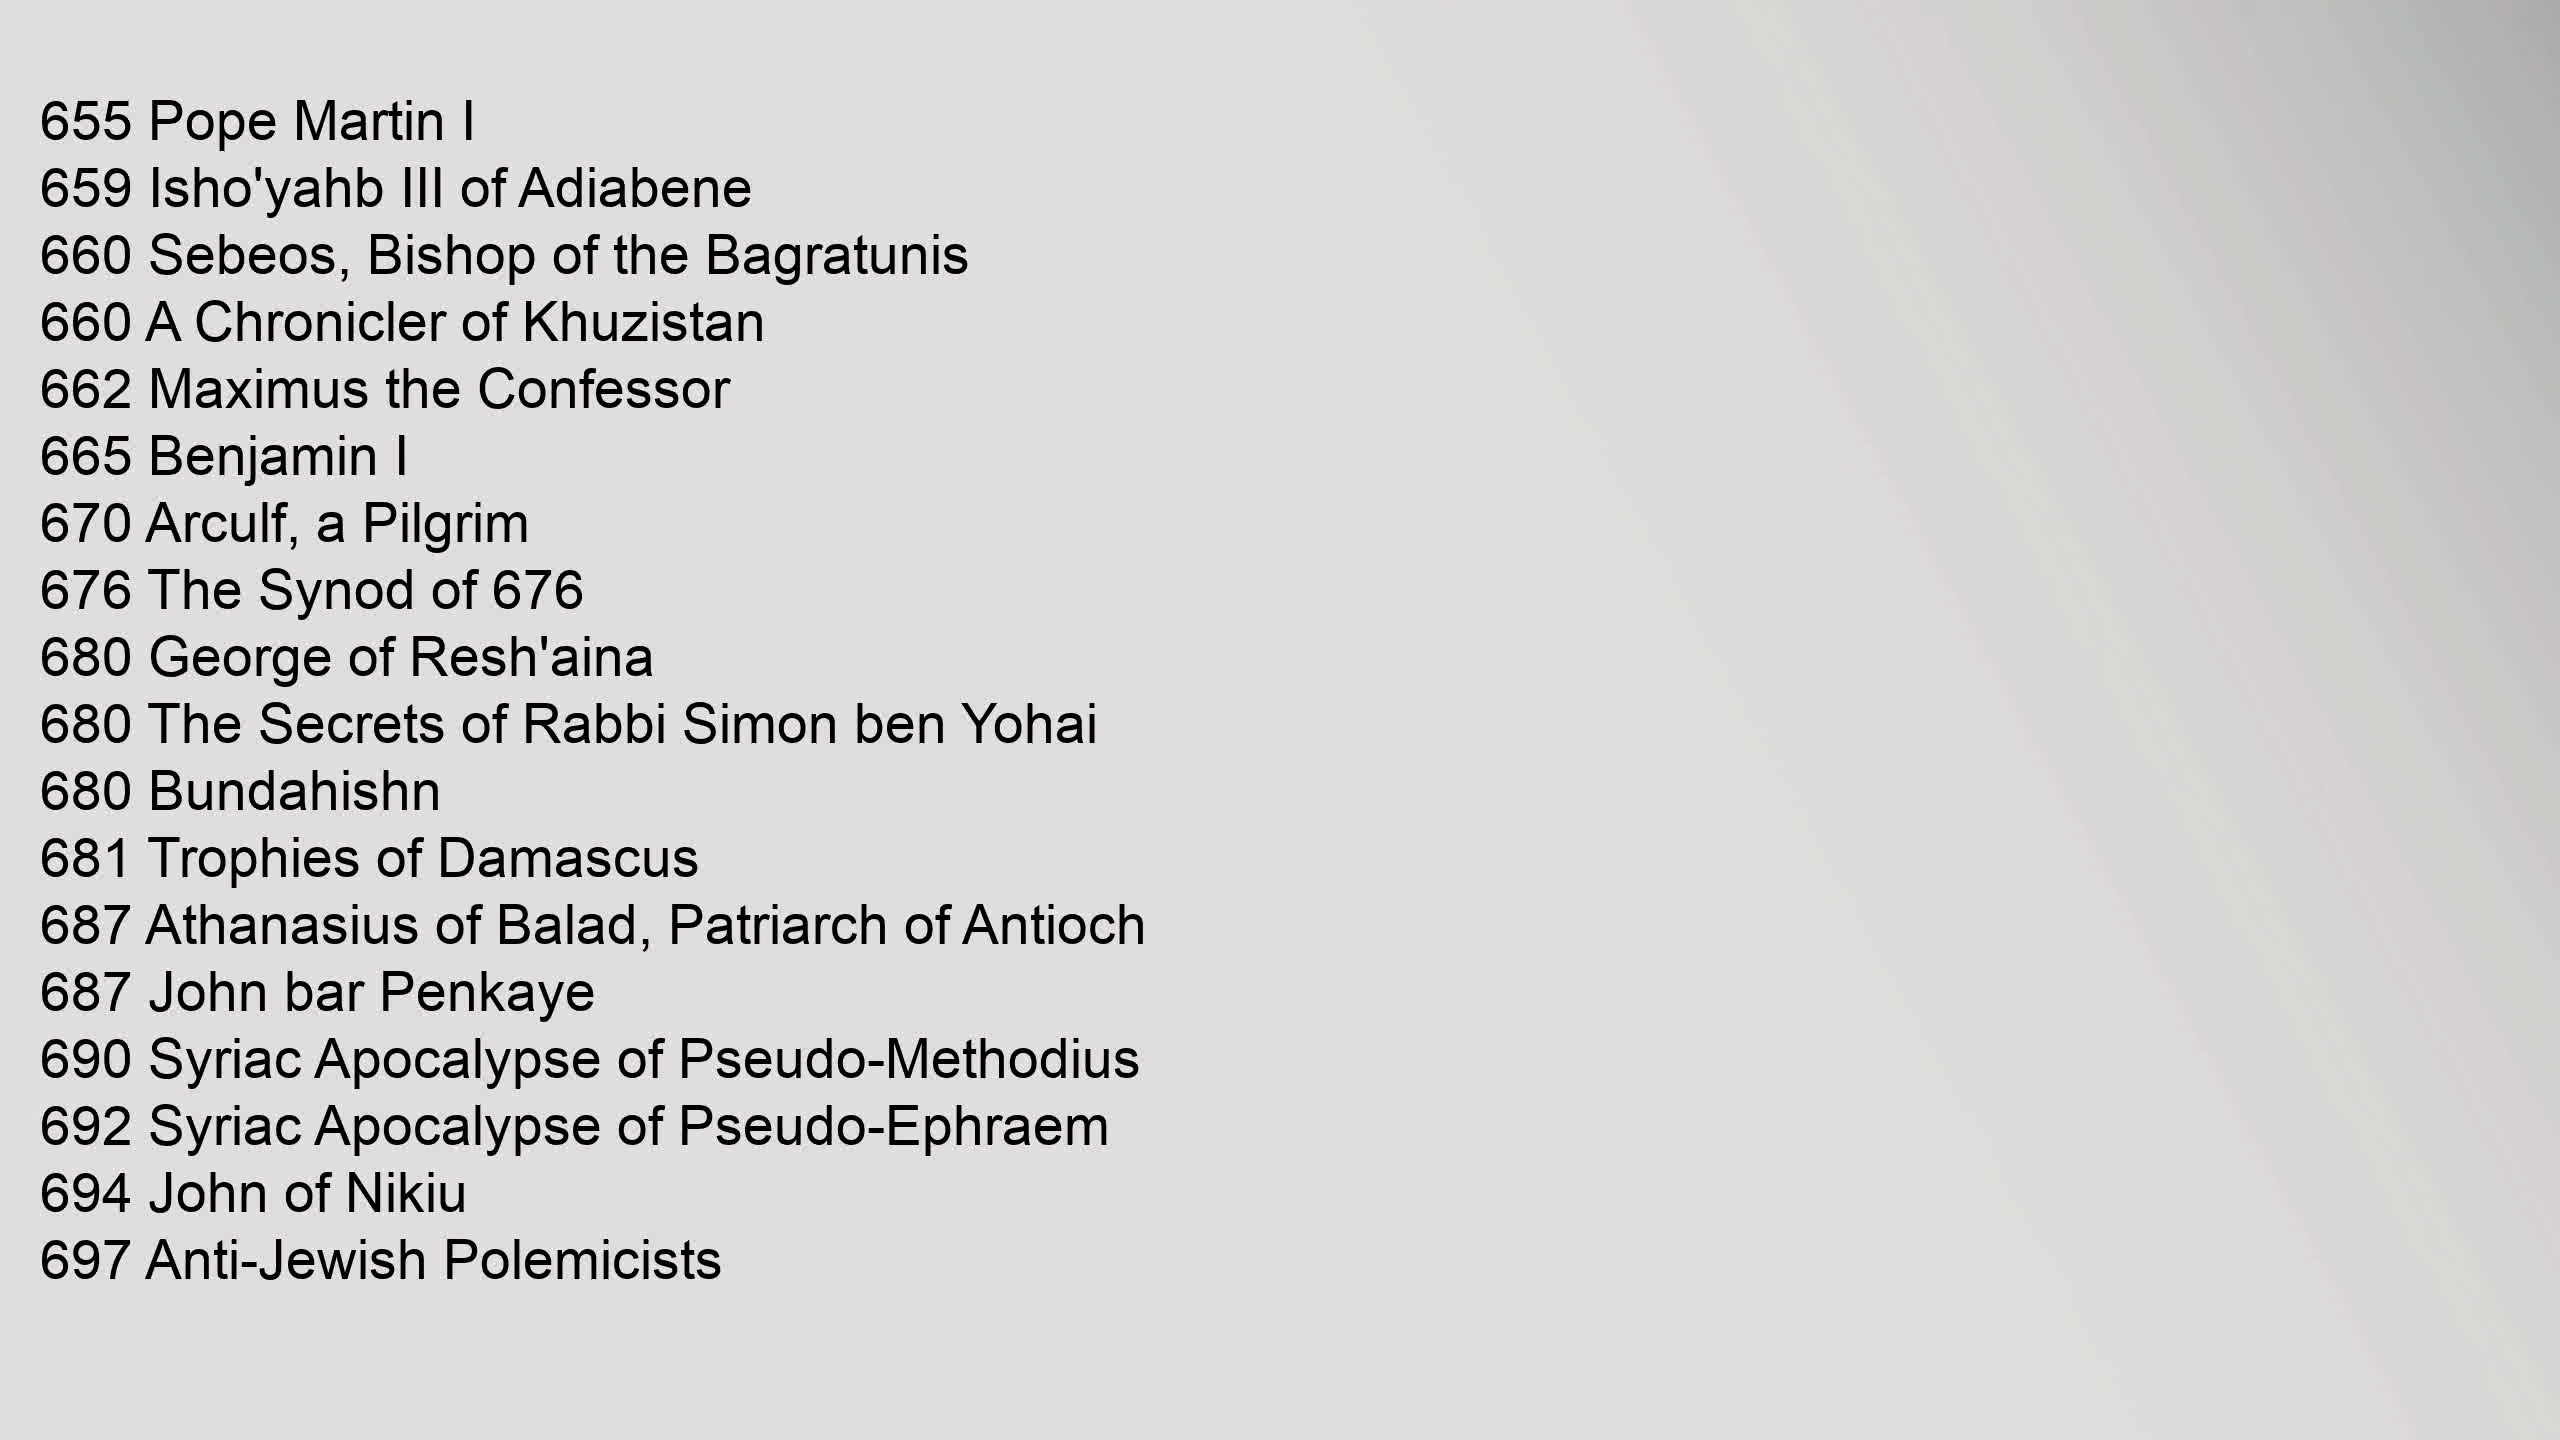 655 Pope Martin I
659 Isho'yahb III of Adiabene
660 Sebeos, Bishop of the Bagratunis
660 A Chronicler of Khuzistan
662 Maximus the Confessor
665 Benjamin I
670 Arculf, a Pilgrim
676 The Synod of 676
680 George of Resh'aina
680 The Secrets of Rabbi Simon ben Yohai
680 Bundahishn
681 Trophies of Damascus
687 Athanasius of Balad, Patriarch of Antioch
687 John bar Penkaye
690 Syriac Apocalypse of Pseudo-Methodius
692 Syriac Apocalypse of Pseudo-Ephraem
694 John of Nikiu
697 Anti-Jewish Polemicists